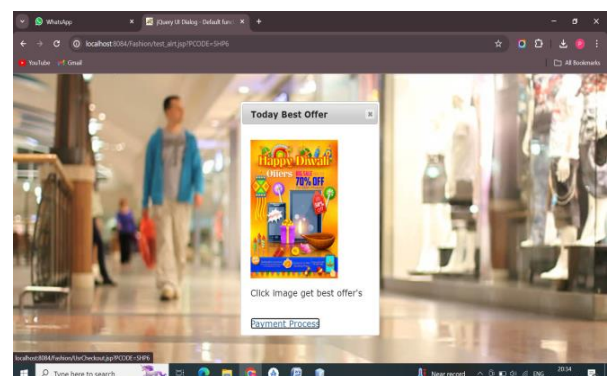 WhatsApp
jQuery UI Dialog - Default func
localhost:8084/Fashion/test_alrt.jsp?PCODE=SHP6
YouTube
Gmail
All Bookmarks
Today Best Offer
Happy Diwali
Offers
70% OFF
Click image get best offer's
Payment Process
localhost:8084/Fashion/UsrCheckout.jsp?PCODE=SHP6
Type here to search
Near record
ENG
20:54